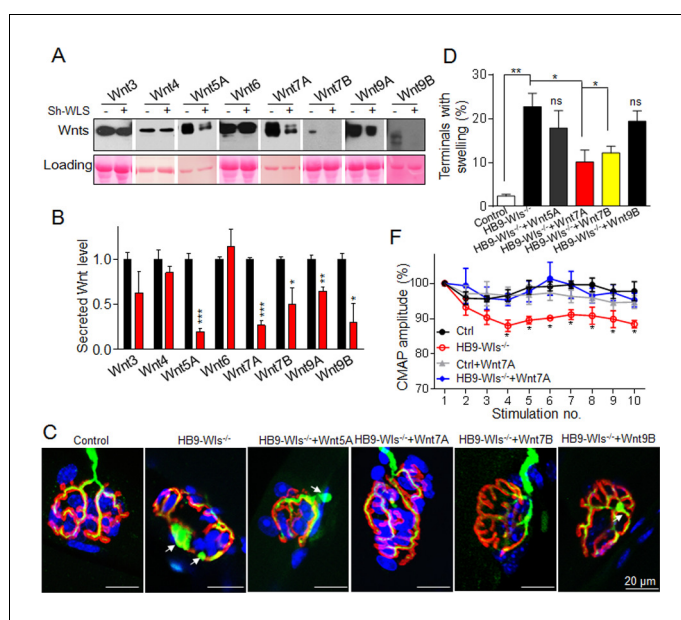 A
Wnt3 Wnt4 Wnt5A Wnt6 Wnt7A Wnt7B Wnt9A Wnt9B
Sh-WLS - + - + - + - + - + - + - + - +
Wnts
Loading
B
Secreted Wnt level
1.0
0.5
0.0
*** *** * ** *
Wnt3 Wnt4 Wnt5A Wnt6 Wnt7A Wnt7B Wnt9A Wnt9B
D
Terminals with
swelling (%)
30
20
10
0
** * *
ns ns
Control
HB9-Wls-/-
HB9-Wls-/-+Wnt5A
HB9-Wls-/-+Wnt7A
HB9-Wls-/-+Wnt7B
HB9-Wls-/-+Wnt9B
F
CMAP amplitude (%)
100
90
80
70
* * * * * * *
Ctrl
HB9-Wls-/-
Ctrl+Wnt7A
HB9-Wls-/-+Wnt7A
1 2 3 4 5 6 7 8 9 10
Stimulation no.
C
Control HB9-Wls-/- HB9-Wls-/-+Wnt5A HB9-Wls-/-+Wnt7A HB9-Wls-/-+Wnt7B HB9-Wls-/-+Wnt9B
20 µm